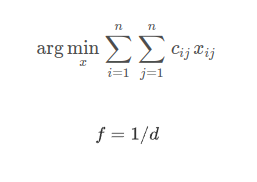 arg min_x ∑_{i=1}^{n} ∑_{j=1}^{n} c_{ij} x_{ij}
f = 1/d